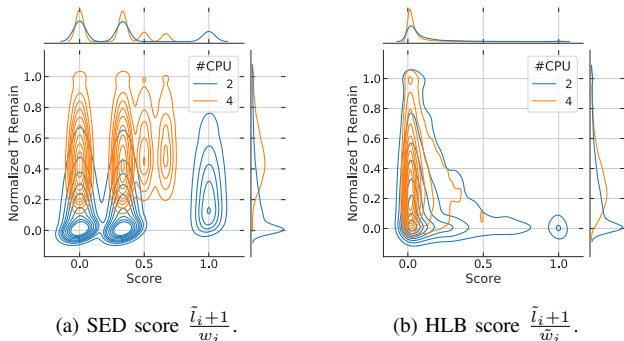 #CPU
2
4
Normalized T Remain
1.0
0.8
0.6
0.4
0.2
0.0
0.0
0.5
1.0
Score
(a) SED score \frac{\tilde{l}_i+1}{w_i}.
#CPU
2
4
Normalized T Remain
1.0
0.8
0.6
0.4
0.2
0.0
0.0
0.5
1.0
Score
(b) HLB score \frac{\tilde{l}_i+1}{\tilde{w}_i}.